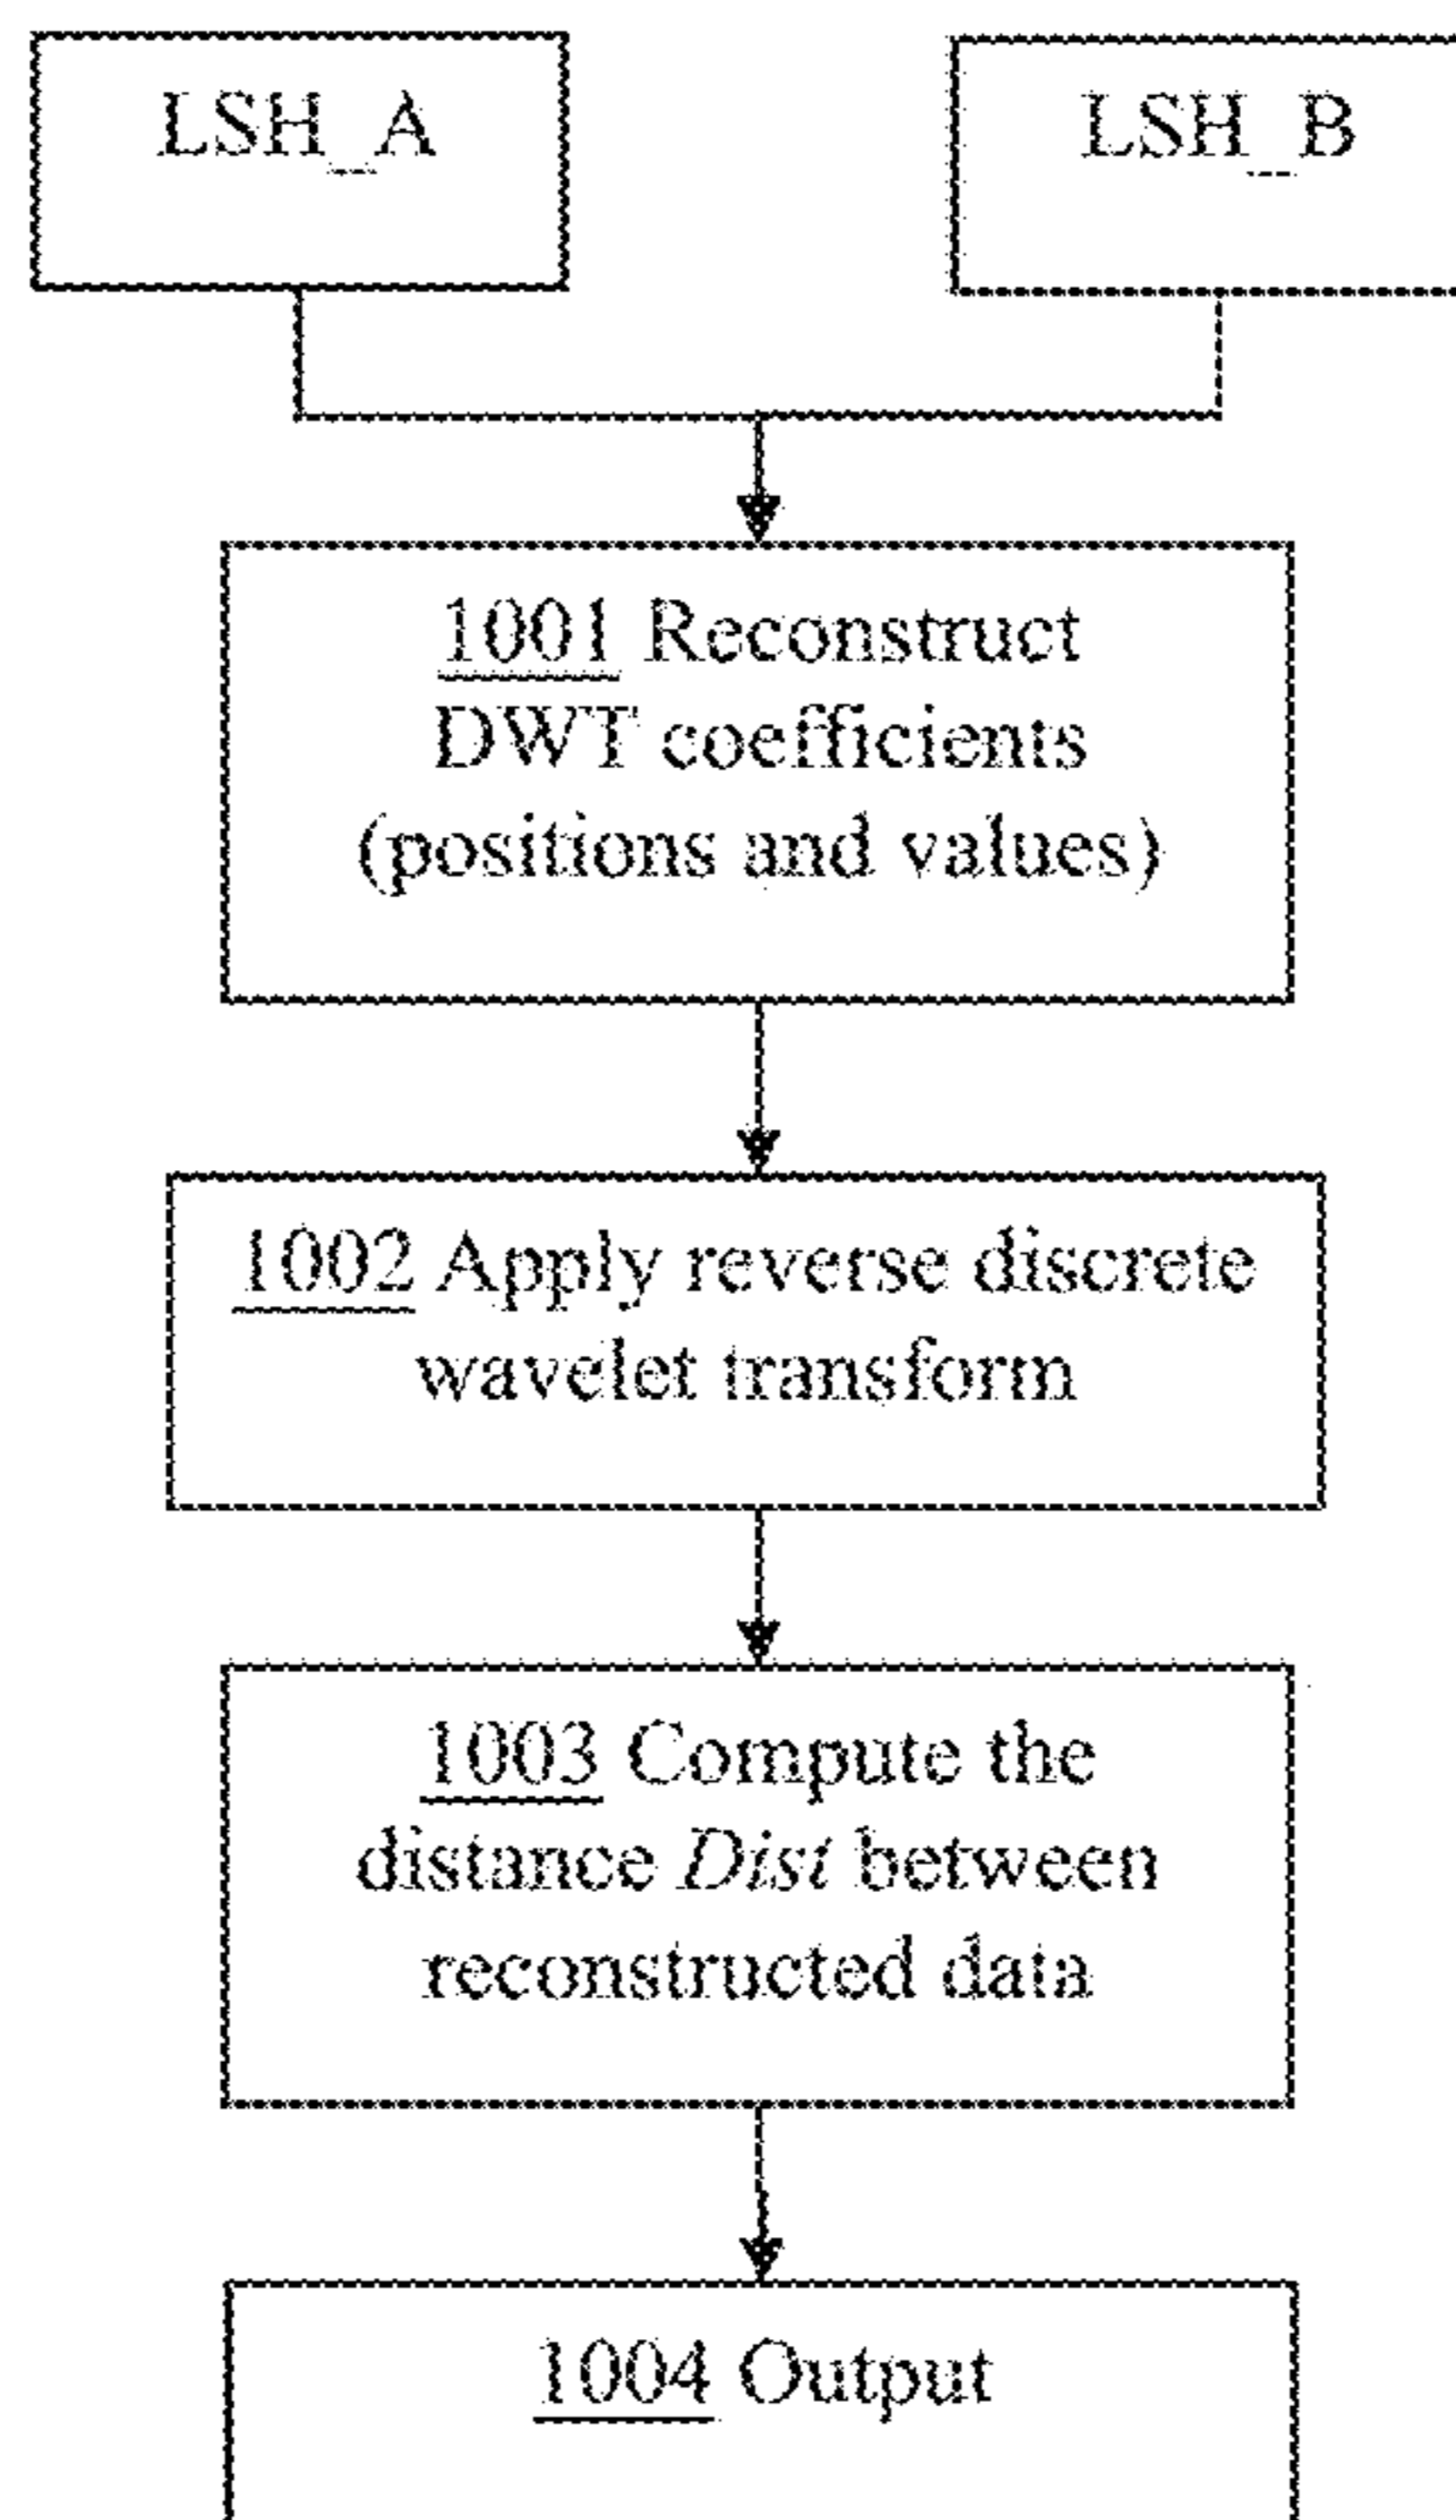 LSH_A
LSH_B
1001 Reconstruct
DWT coefficients
(positions and values)
1002 Apply reverse discrete
wavelet transform
1003 Compute the
distance Dist between
reconstructed data
1004 Output